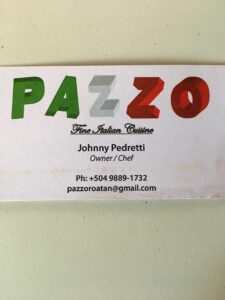 PAZZO
Fine Italian Cuisine
Johnny Pedretti
Owner / Chef
Ph: +504 9889-1732
pazzoroatan@gmail.com